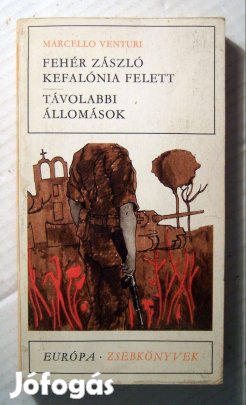 MARCELLO VENTURI
FEHÉR ZÁSZLÓ
KEFALÓNIA FELETT
TÁVOLABBI
ÁLLOMÁSOK
EURÓPA · ZSEBKÖNYVEK
Jófogás